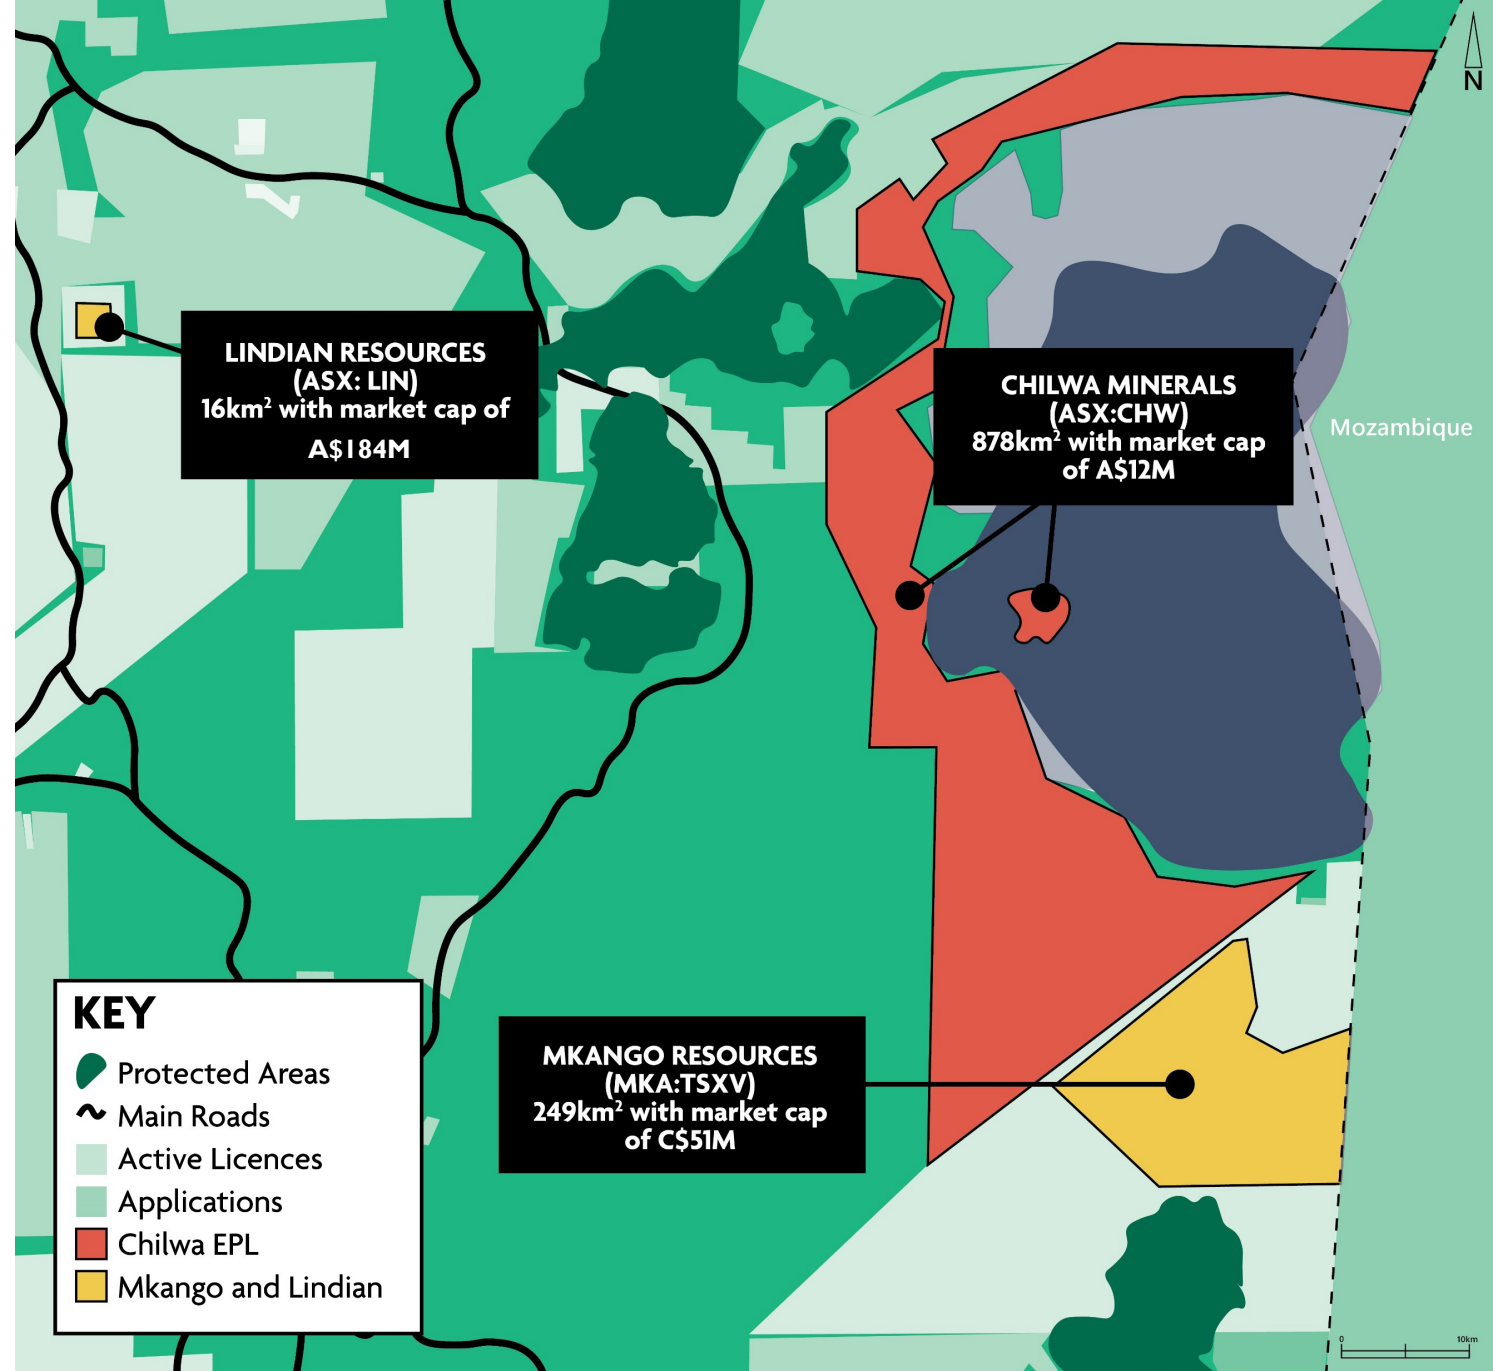 N
LINDIAN RESOURCES
(ASX: LIN)
16km² with market cap of
A$184M
CHILWA MINERALS
(ASX:CHW)
878km² with market cap
of A$12M
Mozambique
MKANGO RESOURCES
(MKA:TSXV)
249km² with market cap
of C$51M
KEY
Protected Areas
Main Roads
Active Licences
Applications
Chilwa EPL
Mkango and Lindian
0 10km